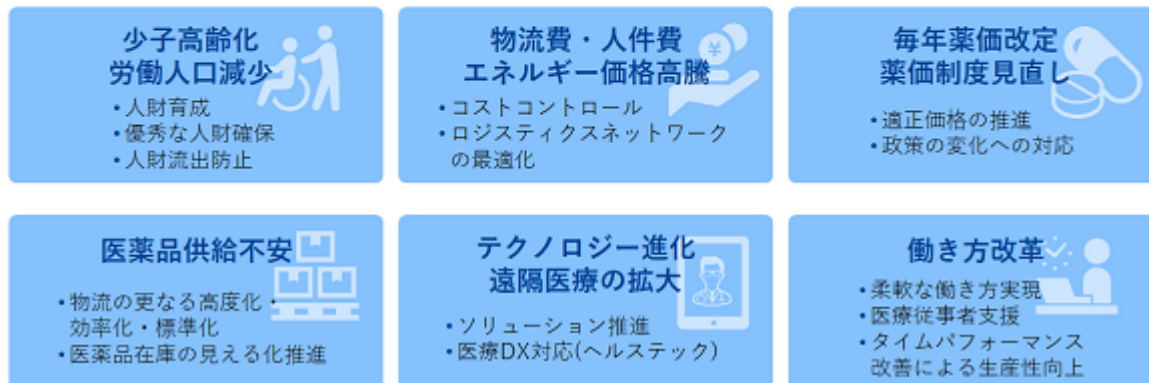 少子高齢化
労働人口減少
•人財育成
•優秀な人財確保
•人財流出防止
物流費・人件費
エネルギー価格高騰
•コストコントロール
•ロジスティクスネットワーク
の最適化
毎年薬価改定
薬価制度見直し
•適正価格の推進
•政策の変化への対応
医薬品供給不安
•物流の更なる高度化・
効率化・標準化
•医薬品在庫の見える化推進
テクノロジー進化
遠隔医療の拡大
•ソリューション推進
•医療DX対応(ヘルステック)
働き方改革
•柔軟な働き方実現
•医療従事者支援
•タイムパフォーマンス
改善による生産性向上